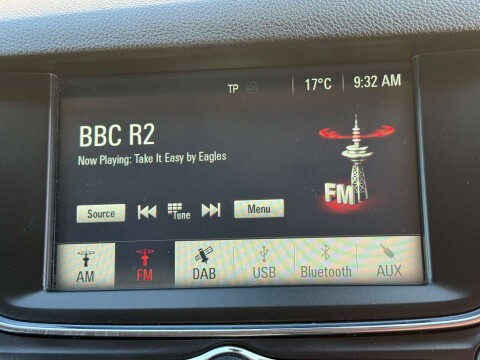 TP 17°C 9:32 AM
BBC R2
Now Playing: Take It Easy by Eagles
FM
Source Tune Menu
AM FM DAB USB Bluetooth AUX